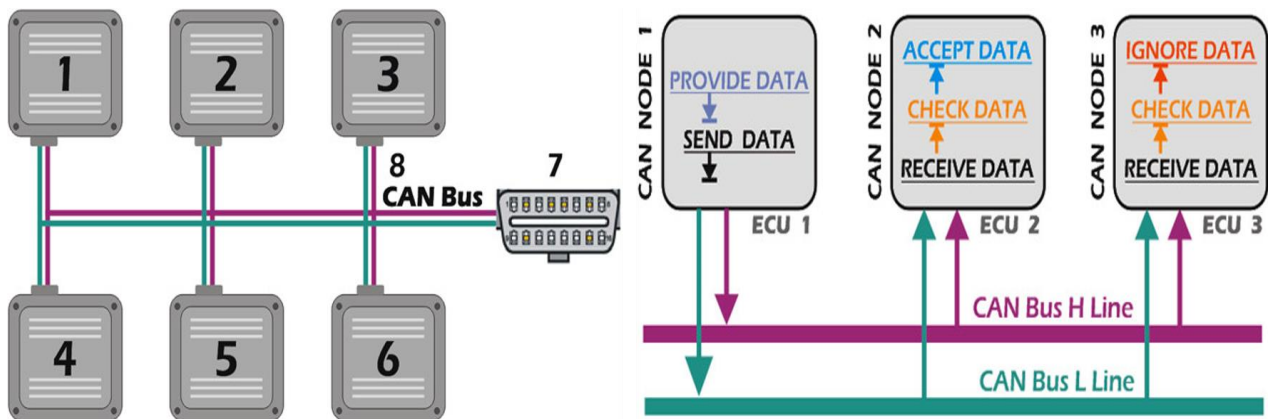 1
2
3
8
CAN Bus
7
4
5
6
CAN NODE 1
PROVIDE DATA
SEND DATA
ECU 1
CAN NODE 2
ACCEPT DATA
CHECK DATA
RECEIVE DATA
ECU 2
CAN NODE 3
IGNORE DATA
CHECK DATA
RECEIVE DATA
ECU 3
CAN Bus H Line
CAN Bus L Line